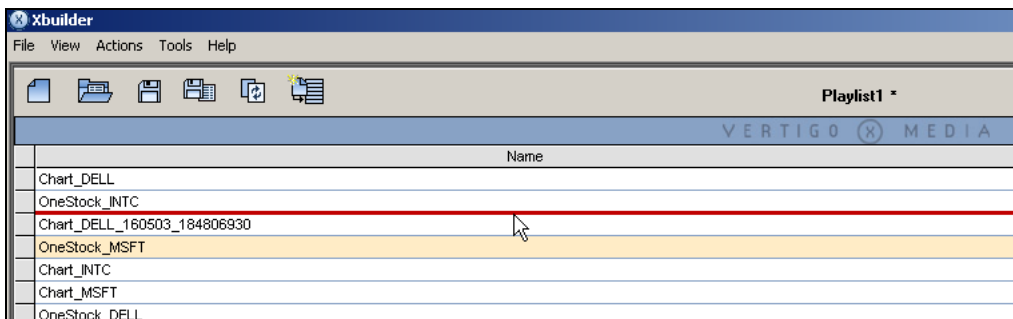 Xbuilder
File View Actions Tools Help
Playlist1 *
VERTIGO X MEDIA
Name
Chart_DELL
OneStock_INTC
Chart_DELL_160503_184806930
OneStock_MSFT
Chart_INTC
Chart_MSFT
OneStock_DELL